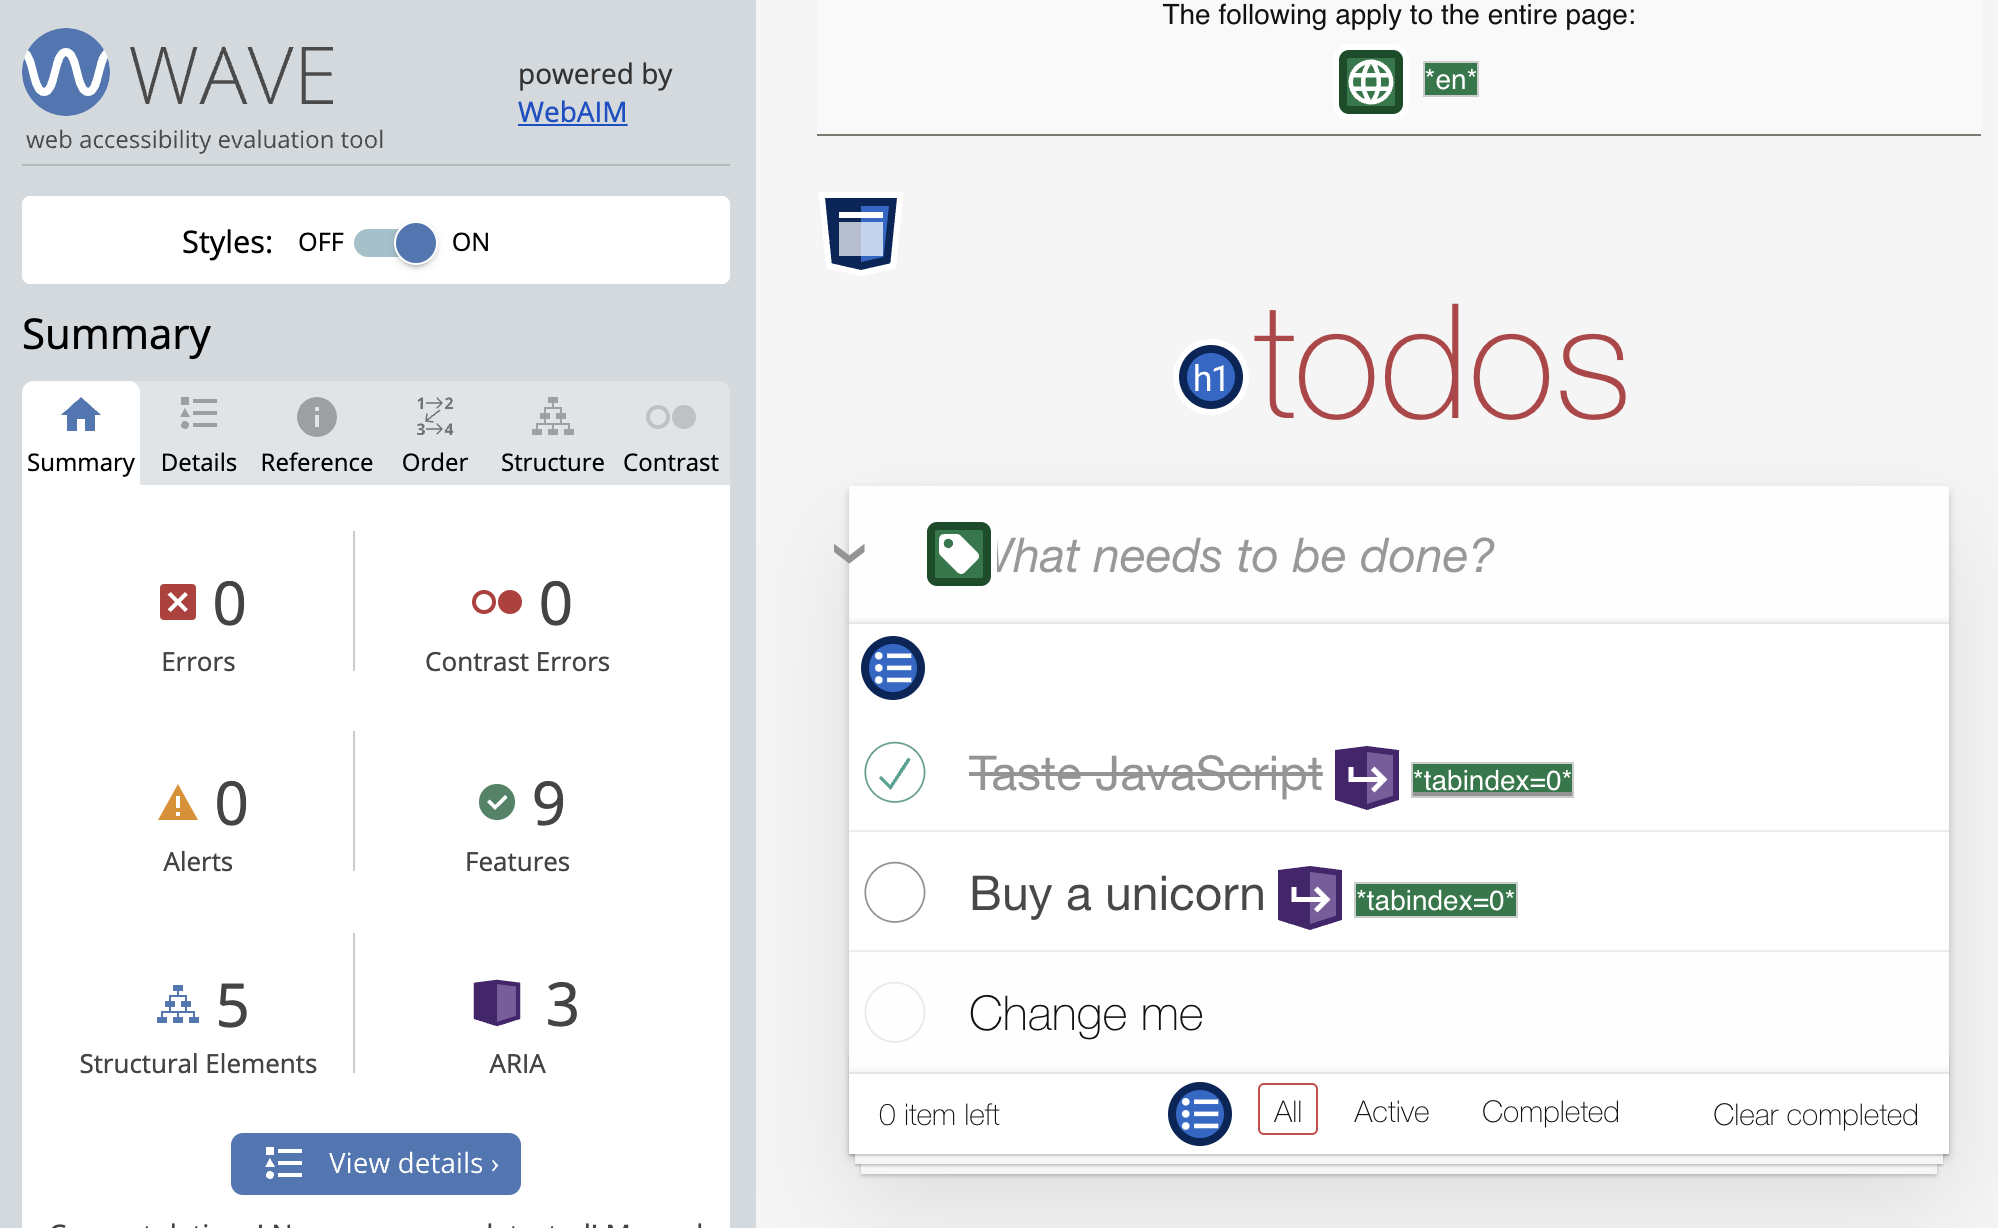 WAVE
powered by
WebAIM
web accessibility evaluation tool
Styles: OFF ON
Summary
1 2
3 4
Summary Details Reference Order Structure Contrast
0
Errors
0
Contrast Errors
0
Alerts
9
Features
5
Structural Elements
3
ARIA
View details ›
The following apply to the entire page:
*en*
h1 todos
What needs to be done?
Taste JavaScript *tabindex=0*
Buy a unicorn *tabindex=0*
Change me
0 item left All Active Completed Clear completed